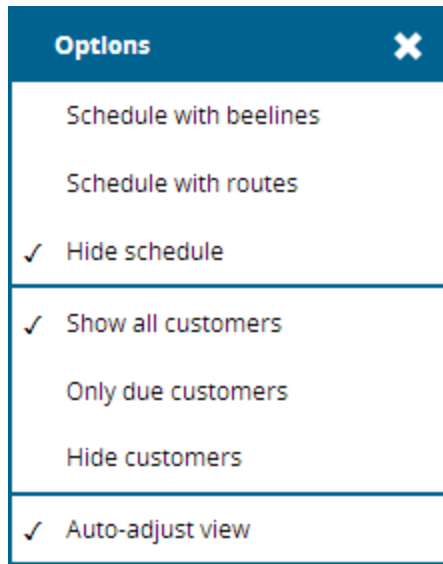 Options
Schedule with beelines
Schedule with routes
✓ Hide schedule
✓ Show all customers
Only due customers
Hide customers
✓ Auto-adjust view